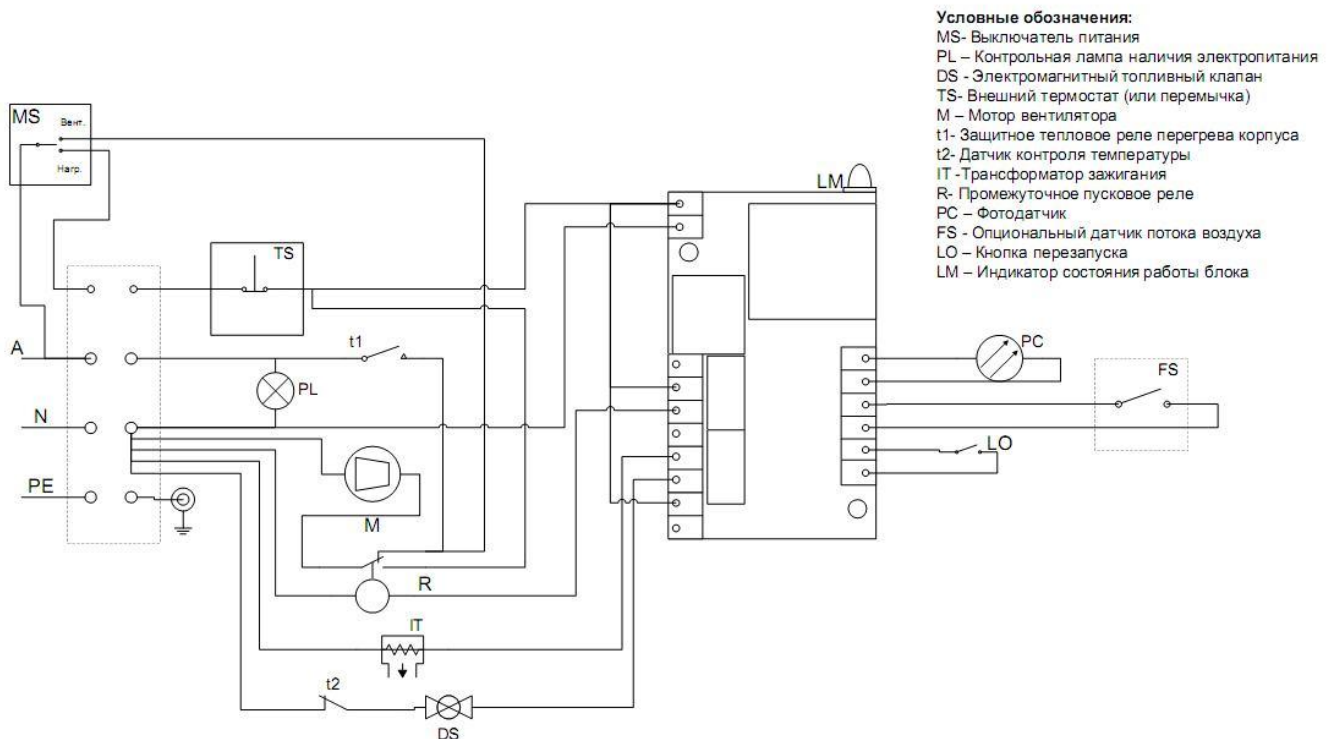 Условные обозначения:
MS- Выключатель питания
PL – Контрольная лампа наличия электропитания
DS - Электромагнитный топливный клапан
TS- Внешний термостат (или перемычка)
M – Мотор вентилятора
t1- Защитное тепловое реле перегрева корпуса
t2- Датчик контроля температуры
IT -Трансформатор зажигания
R- Промежуточное пусковое реле
PC – Фотодатчик
FS - Опциональный датчик потока воздуха
LO – Кнопка перезапуска
LM – Индикатор состояния работы блока
MS
Вент.
Нагр.
LM
TS
A
t1
PC
FS
PL
N
LO
PE
M
R
IT
t2
DS